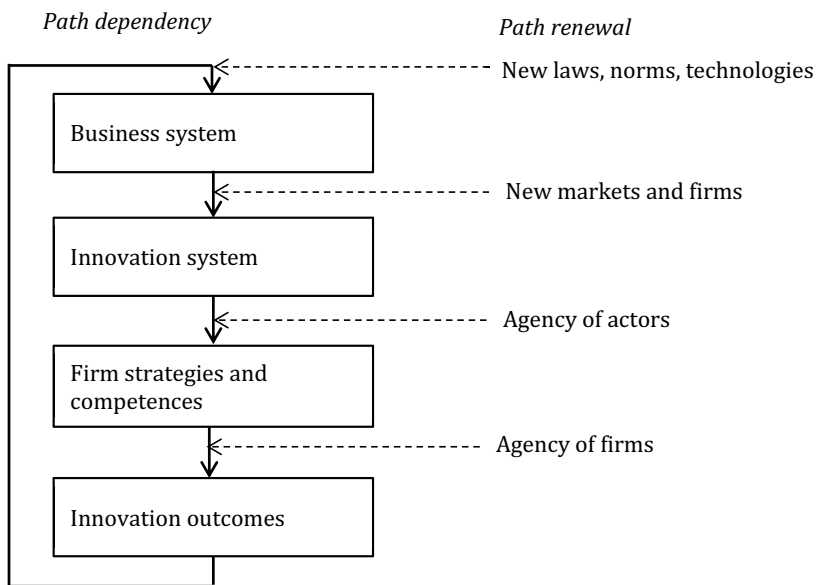 Path dependency
Path renewal
New laws, norms, technologies
Business system
New markets and firms
Innovation system
Agency of actors
Firm strategies and
competences
Agency of firms
Innovation outcomes